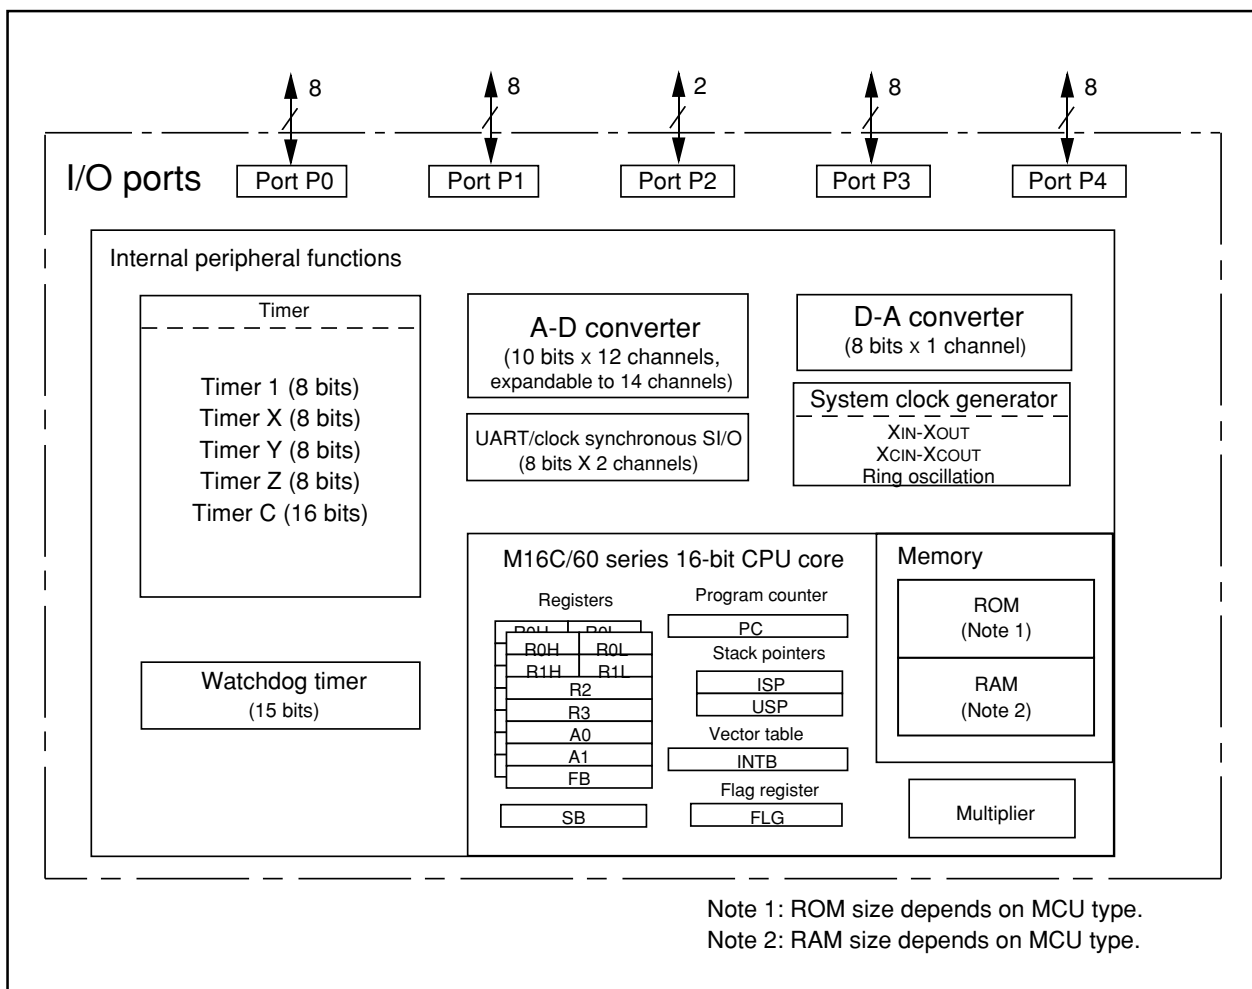 8 8 2 8 8
I/O ports
Port P0 Port P1 Port P2 Port P3 Port P4
Internal peripheral functions
Timer
Timer 1 (8 bits)
Timer X (8 bits)
Timer Y (8 bits)
Timer Z (8 bits)
Timer C (16 bits)
A-D converter
(10 bits x 12 channels,
expandable to 14 channels)
D-A converter
(8 bits x 1 channel)
UART/clock synchronous SI/O
(8 bits X 2 channels)
System clock generator
XIN-XOUT
XCIN-XCOUT
Ring oscillation
Watchdog timer
(15 bits)
M16C/60 series 16-bit CPU core
Registers
R0H R0L
R0H R0L
R1H R1L
R2
R3
A0
A1
FB
SB
Program counter
PC
Stack pointers
ISP
USP
Vector table
INTB
Flag register
FLG
Memory
ROM
(Note 1)
RAM
(Note 2)
Multiplier
Note 1: ROM size depends on MCU type.
Note 2: RAM size depends on MCU type.